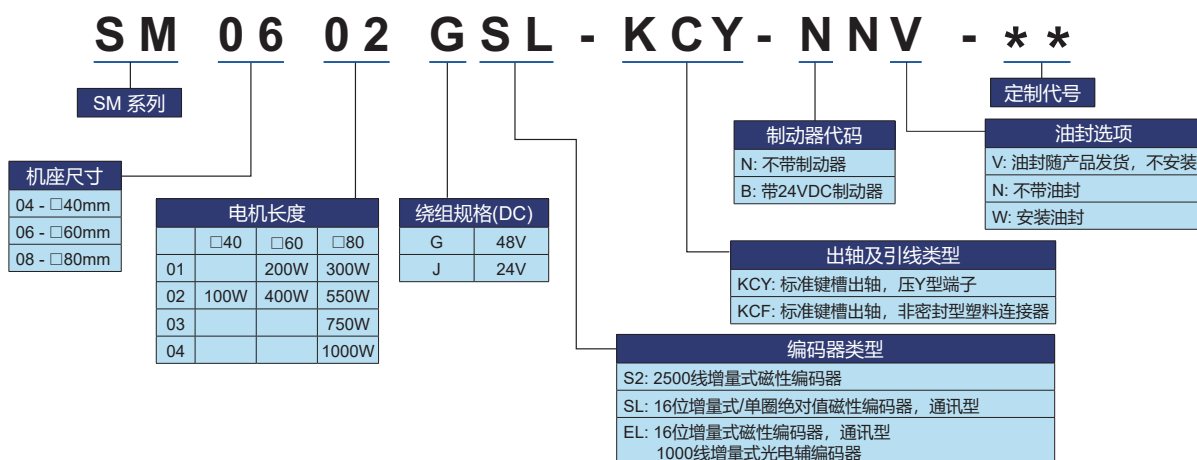 SM 06 02 GSL - KCY - NNV - **
SM 系列
定制代号
制动器代码
N: 不带制动器
B: 带24VDC制动器
油封选项
V: 油封随产品发货，不安装
N: 不带油封
W: 安装油封
机座尺寸
04 - □40mm
06 - □60mm
08 - □80mm
电机长度
□40 □60 □80
01 200W 300W
02 100W 400W 550W
03 750W
04 1000W
绕组规格(DC)
G 48V
J 24V
出轴及引线类型
KCY: 标准键槽出轴，压Y型端子
KCF: 标准键槽出轴，非密封型塑料连接器
编码器类型
S2: 2500线增量式磁性编码器
SL: 16位增量式/单圈绝对值磁性编码器，通讯型
EL: 16位增量式磁性编码器，通讯型
1000线增量式光电辅编码器